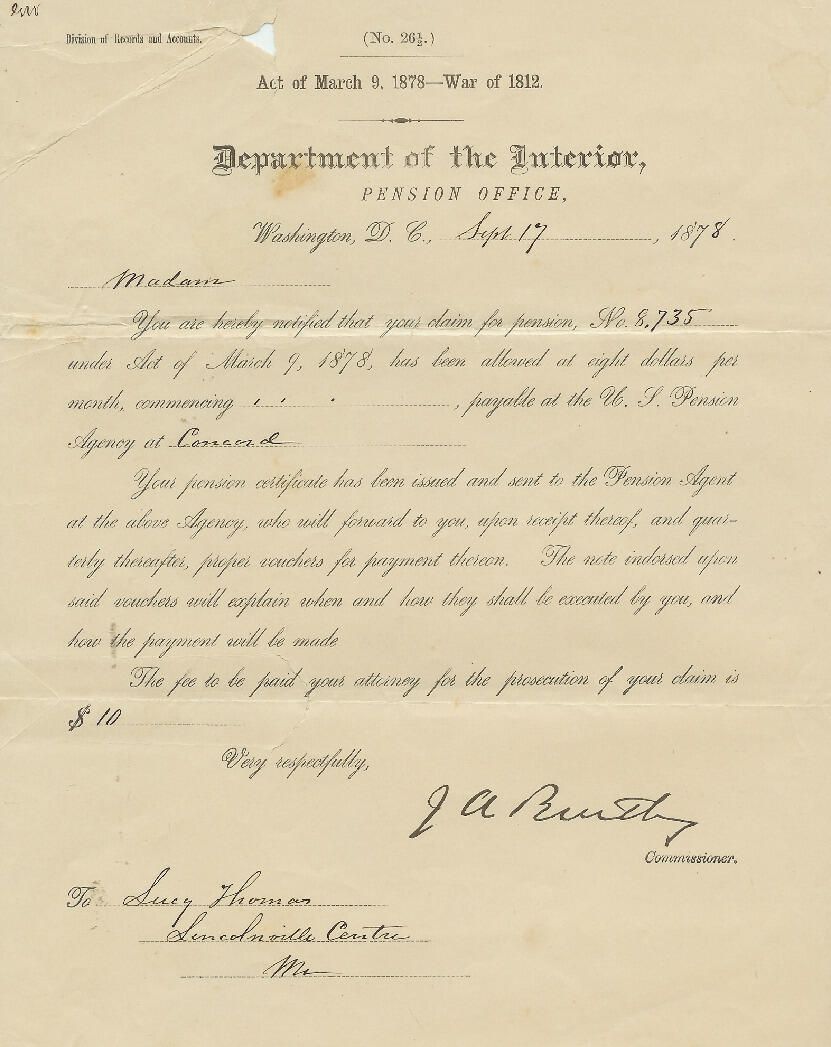 Division of Records and Accounts.
(No. 26½.)
Act of March 9, 1878—War of 1812.
Department of the Interior,
PENSION OFFICE,
Washington, D. C., Sept 17, 1878.
Madam
You are hereby notified that your claim for pension, No. 8,735
under Act of March 9, 1878, has been allowed at eight dollars per
month, commencing " " ", payable at the U. S. Pension
Agency at Concord
Your pension certificate has been issued and sent to the Pension Agent
at the above Agency, who will forward to you, upon receipt thereof, and quar-
terly thereafter, proper vouchers for payment thereon. The note indorsed upon
said vouchers will explain when and how they shall be executed by you, and
how the payment will be made
The fee to be paid your attorney for the prosecution of your claim is
$ 10
Very respectfully,
J A Bentley
Commissioner.
To Lucy Thomas
Lincolnville Centre
Me